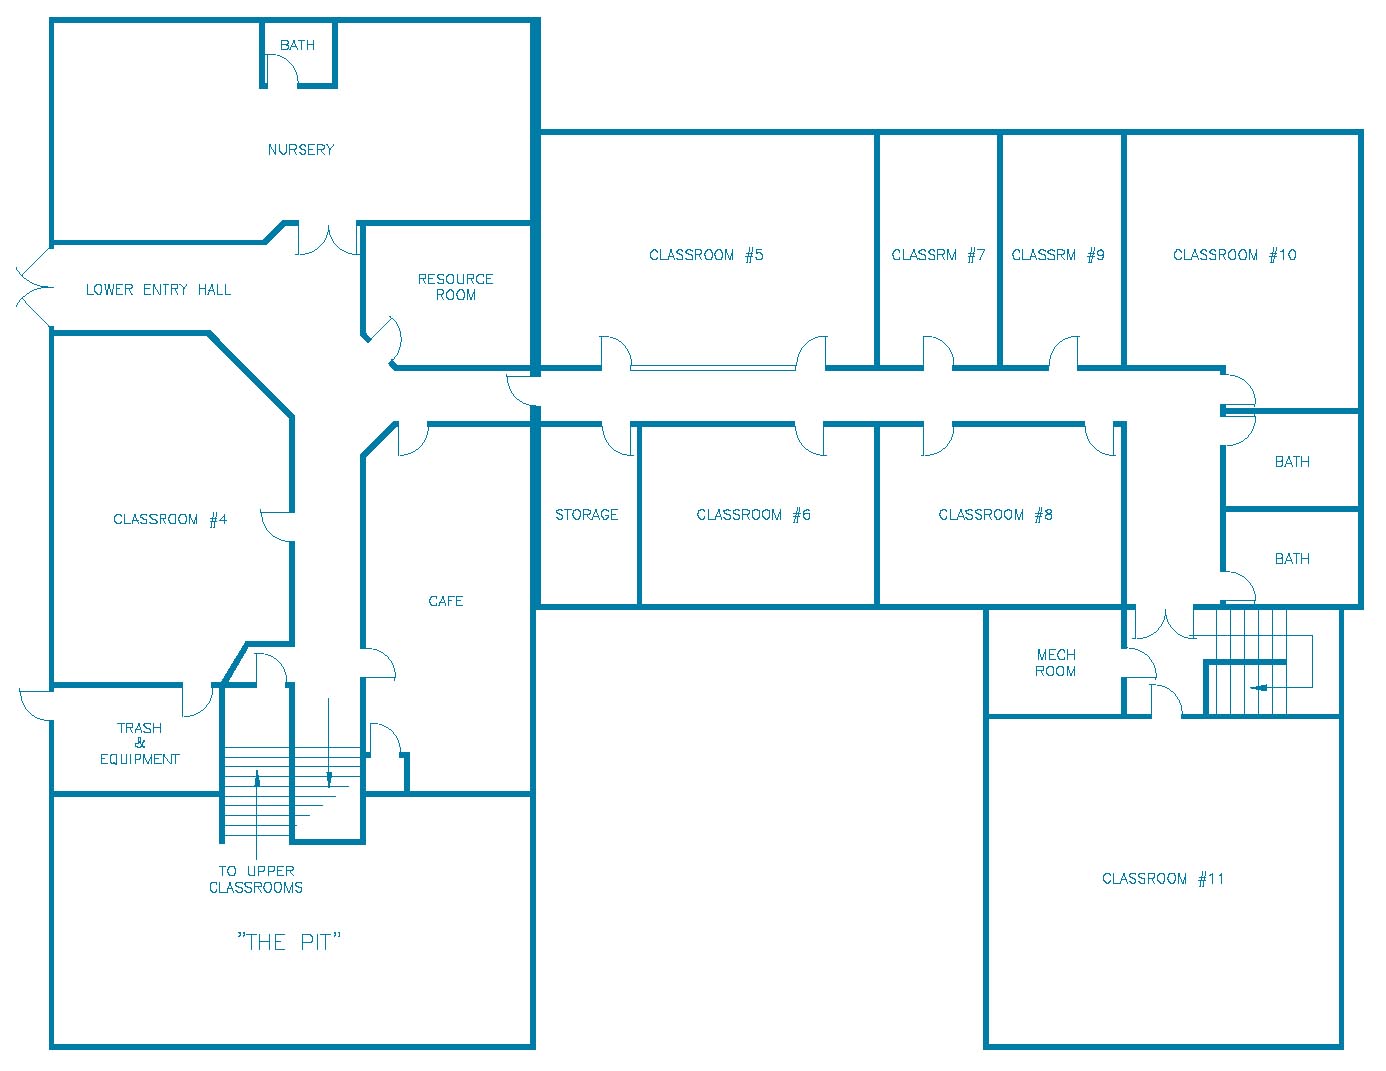 BATH
NURSERY
CLASSROOM #5
CLASSRM #7
CLASSRM #9
CLASSROOM #10
RESOURCE
ROOM
LOWER ENTRY HALL
BATH
CLASSROOM #4
STORAGE
CLASSROOM #6
CLASSROOM #8
BATH
CAFE
MECH
ROOM
TRASH
&
EQUIPMENT
TO UPPER
CLASSROOMS
CLASSROOM #11
"THE PIT"